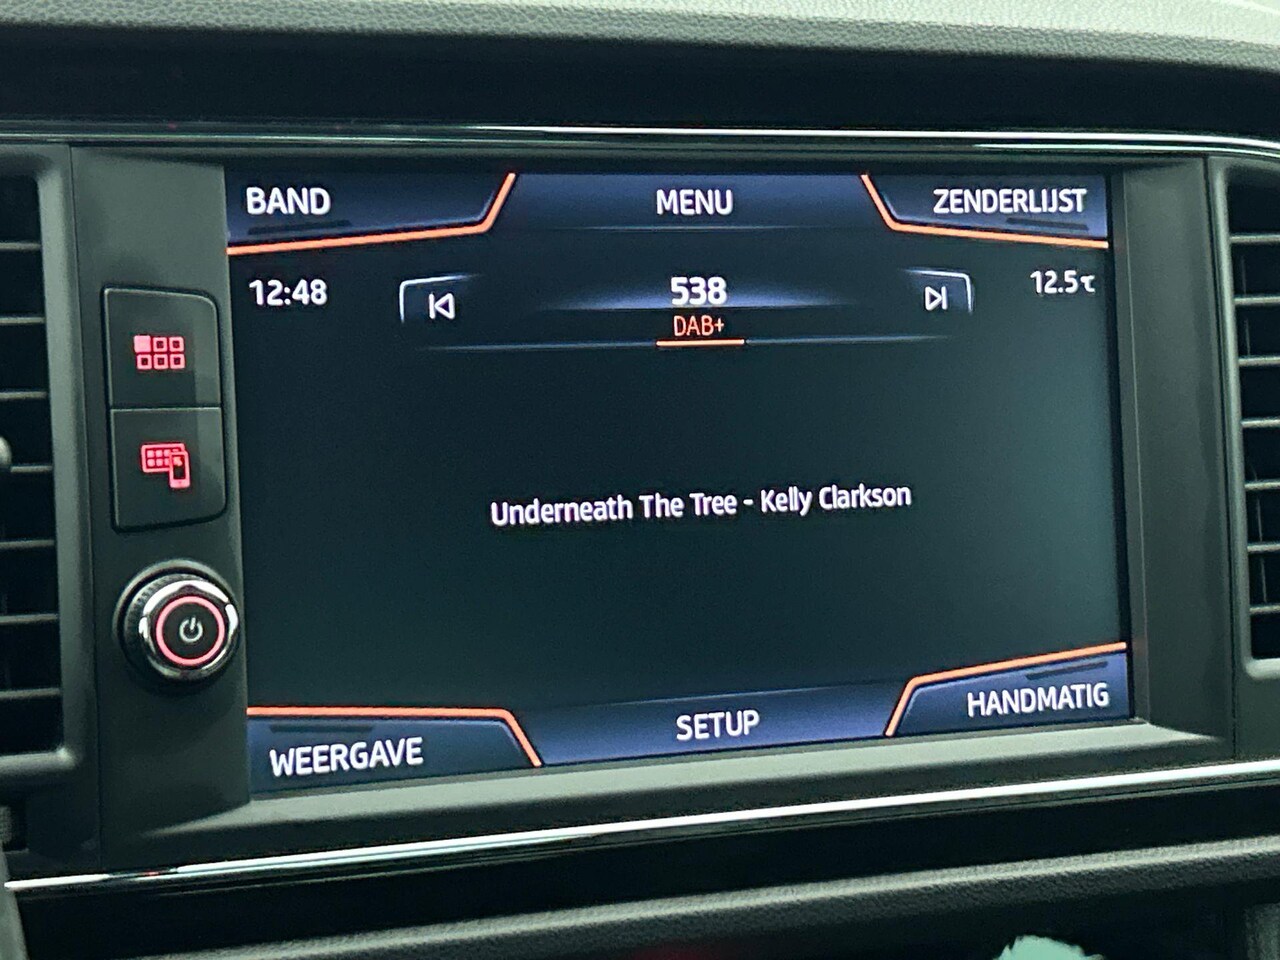 BAND MENU ZENDERLIJST
12:48 538 12.5℃
DAB+
Underneath The Tree - Kelly Clarkson
WEERGAVE SETUP HANDMATIG